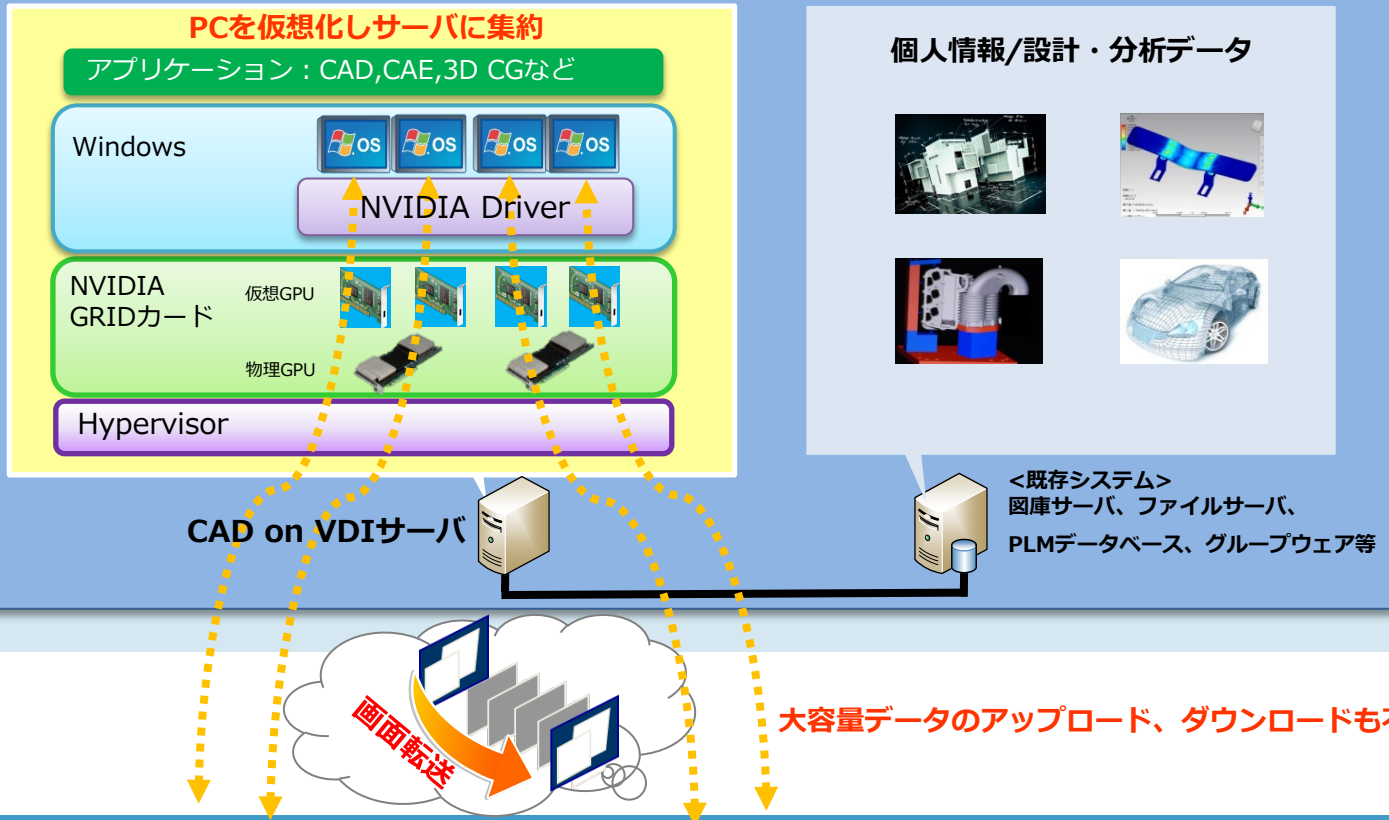 PCを仮想化しサーバに集約
アプリケーション：CAD,CAE,3D CGなど
Windows
OS OS OS OS
NVIDIA Driver
NVIDIA
GRIDカード
仮想GPU
物理GPU
Hypervisor
CAD on VDIサーバ
個人情報/設計・分析データ
<既存システム>
図庫サーバ、ファイルサーバ、
PLMデータベース、グループウェア等
画面転送
大容量データのアップロード、ダウンロードも